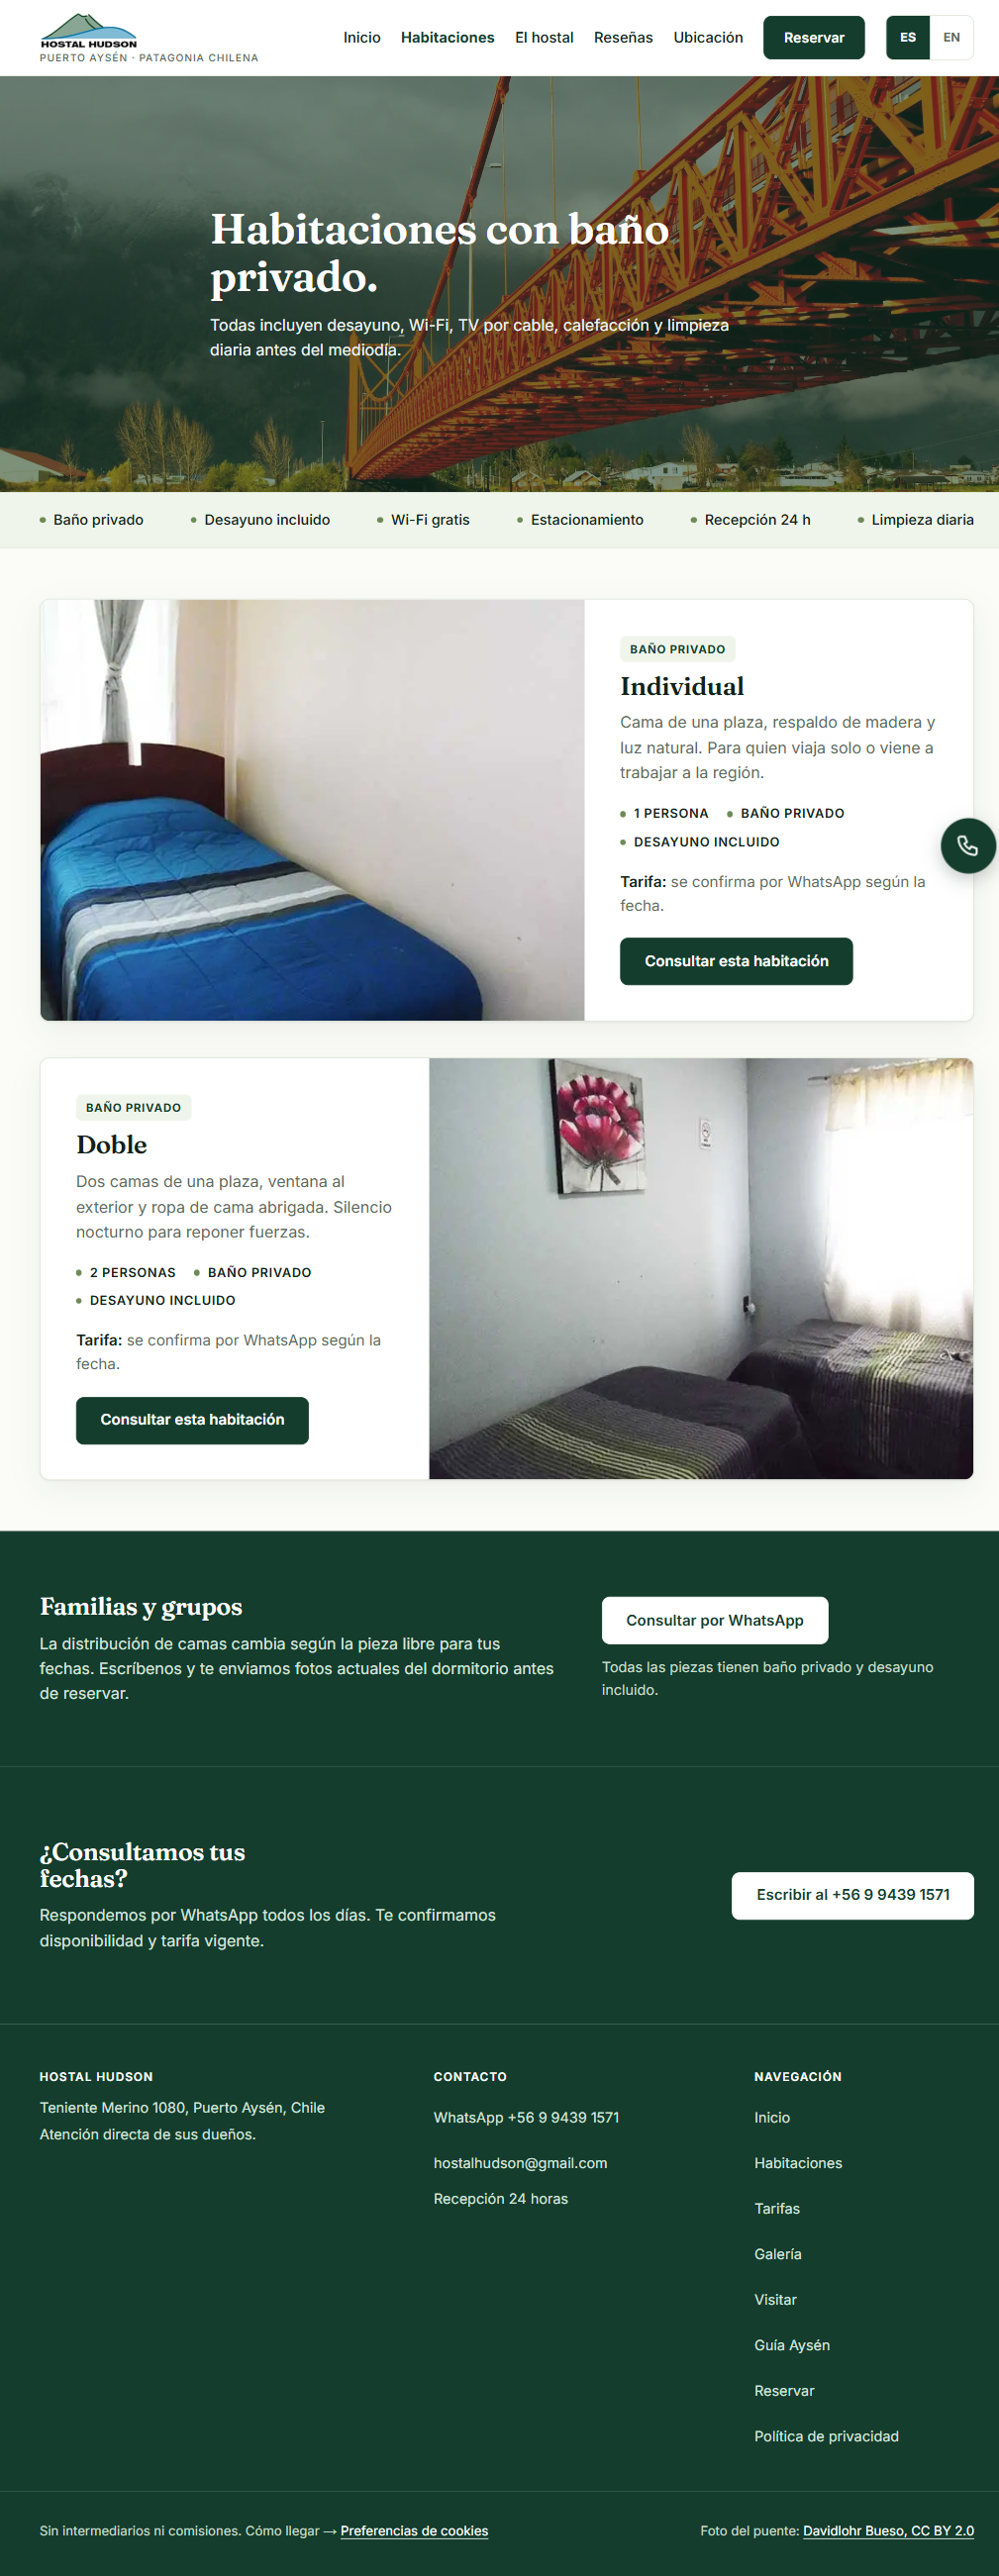 HOSTAL HUDSON
PUERTO AYSÉN · PATAGONIA CHILENA
Inicio
Habitaciones
El hostal
Reseñas
Ubicación
Reservar
ES
EN
Habitaciones con baño
privado.
Todas incluyen desayuno, Wi-Fi, TV por cable, calefacción y limpieza
diaria antes del mediodía.
Baño privado
Desayuno incluido
Wi-Fi gratis
Estacionamiento
Recepción 24 h
Limpieza diaria
BAÑO PRIVADO
Individual
Cama de una plaza, respaldo de madera y
luz natural. Para quien viaja solo o viene a
trabajar a la región.
1 PERSONA
BAÑO PRIVADO
DESAYUNO INCLUIDO
Tarifa: se confirma por WhatsApp según la
fecha.
Consultar esta habitación
BAÑO PRIVADO
Doble
Dos camas de una plaza, ventana al
exterior y ropa de cama abrigada. Silencio
nocturno para reponer fuerzas.
2 PERSONAS
BAÑO PRIVADO
DESAYUNO INCLUIDO
Tarifa: se confirma por WhatsApp según la
fecha.
Consultar esta habitación
Familias y grupos
La distribución de camas cambia según la pieza libre para tus
fechas. Escríbenos y te enviamos fotos actuales del dormitorio antes
de reservar.
Consultar por WhatsApp
Todas las piezas tienen baño privado y desayuno
incluido.
¿Consultamos tus
fechas?
Respondemos por WhatsApp todos los días. Te confirmamos
disponibilidad y tarifa vigente.
Escribir al +56 9 9439 1571
HOSTAL HUDSON
Teniente Merino 1080, Puerto Aysén, Chile
Atención directa de sus dueños.
CONTACTO
WhatsApp +56 9 9439 1571
hostalhudson@gmail.com
Recepción 24 horas
NAVEGACIÓN
Inicio
Habitaciones
Tarifas
Galería
Visitar
Guía Aysén
Reservar
Política de privacidad
Sin intermediarios ni comisiones. Cómo llegar → Preferencias de cookies
Foto del puente: Davidlohr Bueso, CC BY 2.0